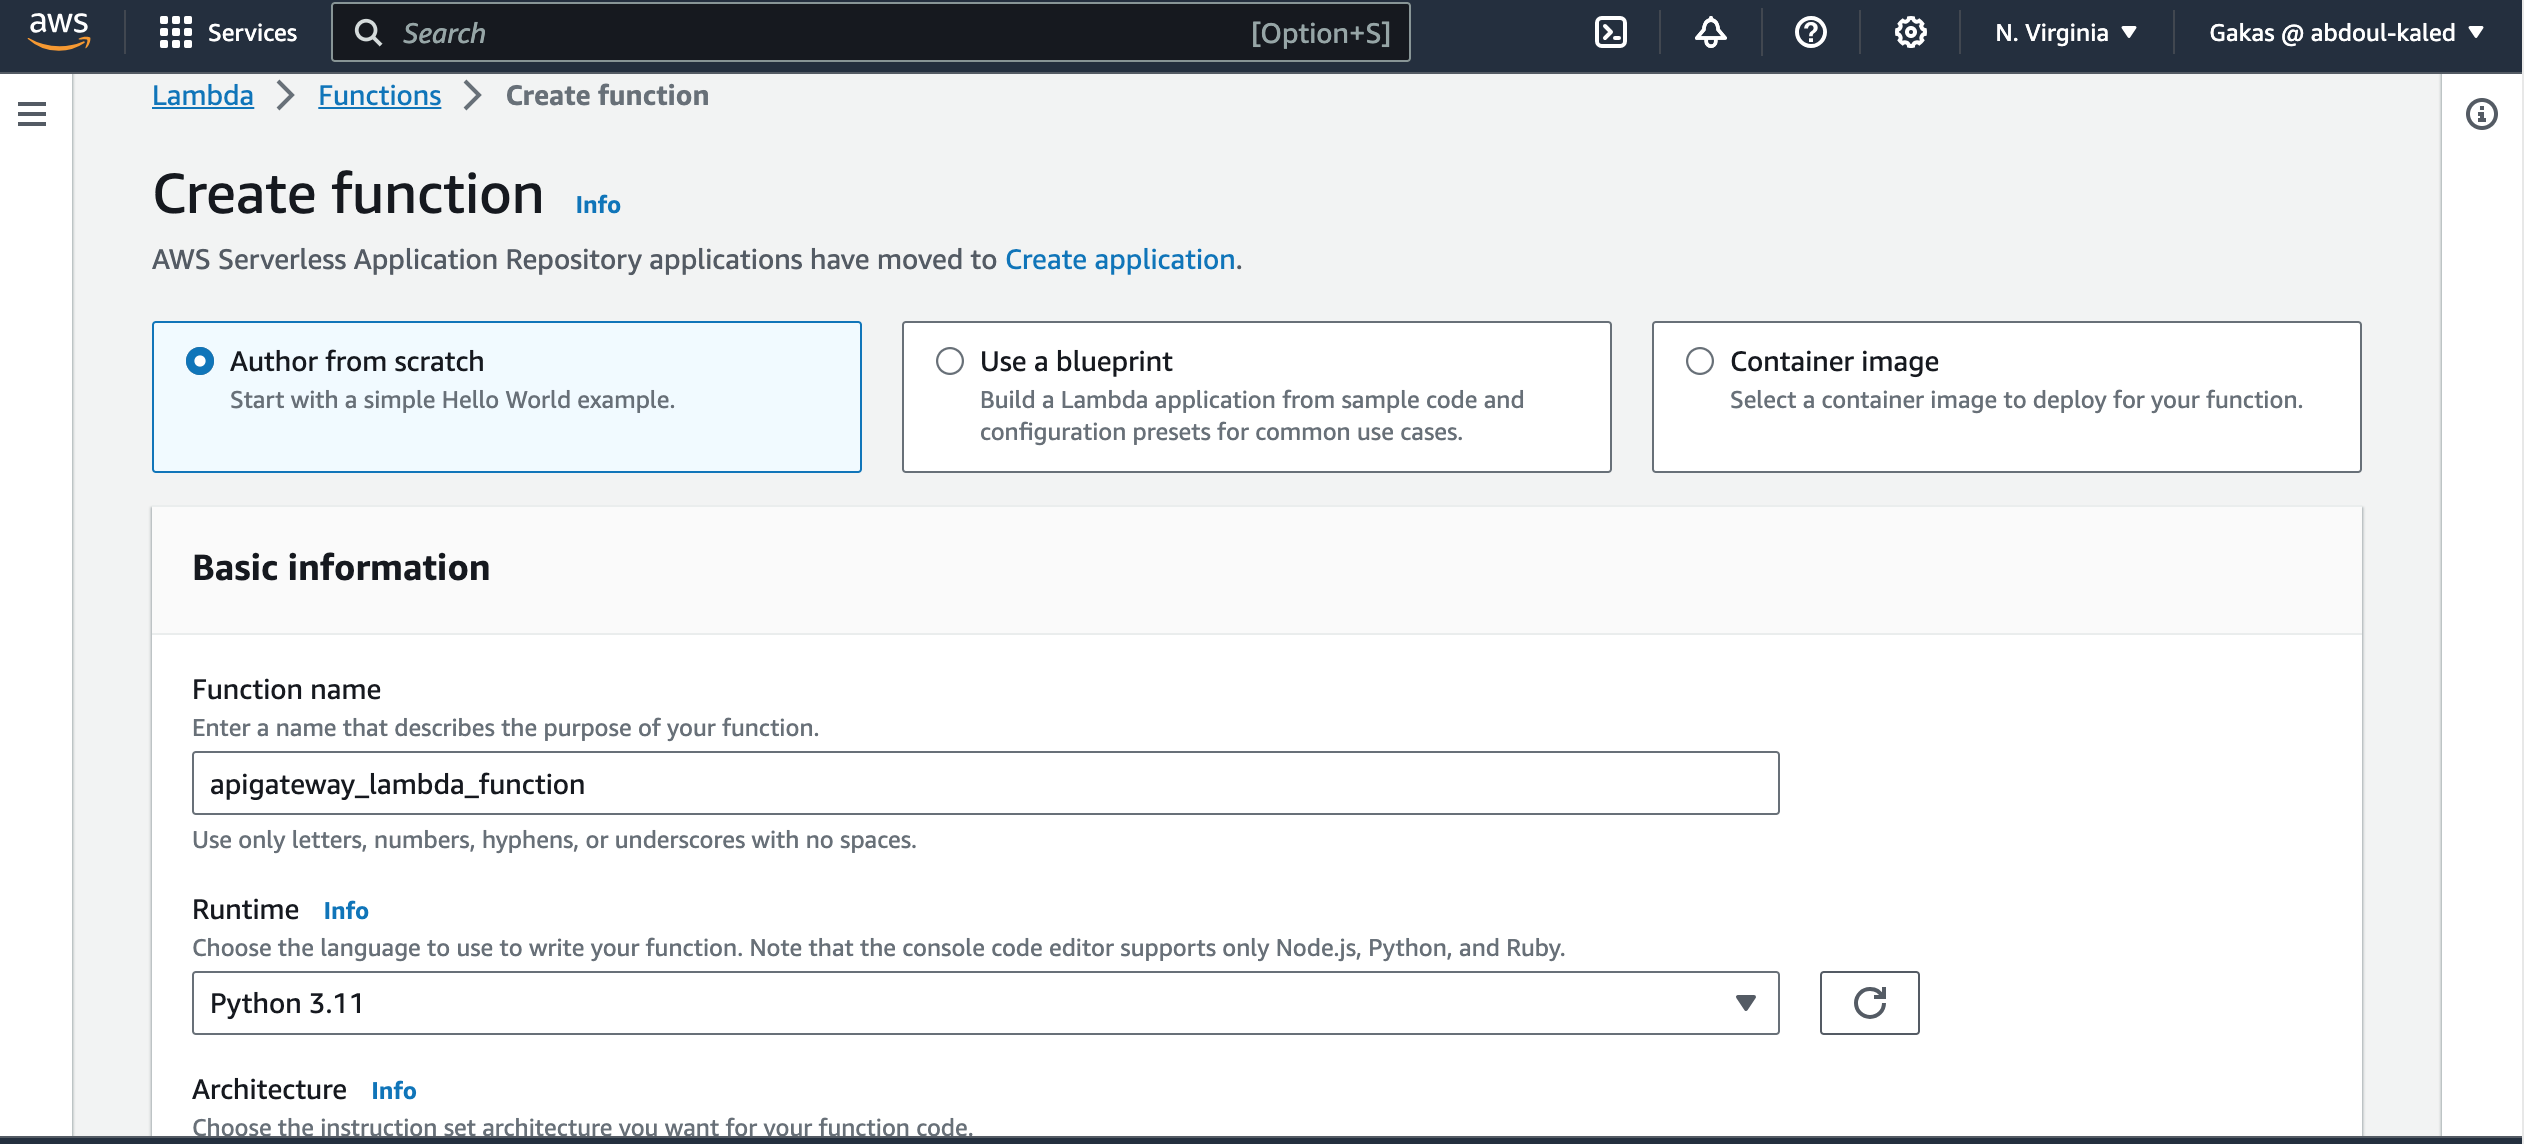 aws
Services
Search
[Option+S]
N. Virginia
Gakas @ abdoul-kaled
Lambda
Functions
Create function
Create function
Info
AWS Serverless Application Repository applications have moved to Create application.
Author from scratch
Start with a simple Hello World example.
Use a blueprint
Build a Lambda application from sample code and
configuration presets for common use cases.
Container image
Select a container image to deploy for your function.
Basic information
Function name
Enter a name that describes the purpose of your function.
apigateway_lambda_function
Use only letters, numbers, hyphens, or underscores with no spaces.
Runtime Info
Choose the language to use to write your function. Note that the console code editor supports only Node.js, Python, and Ruby.
Python 3.11
Architecture Info
Choose the instruction set architecture you want for your function code.